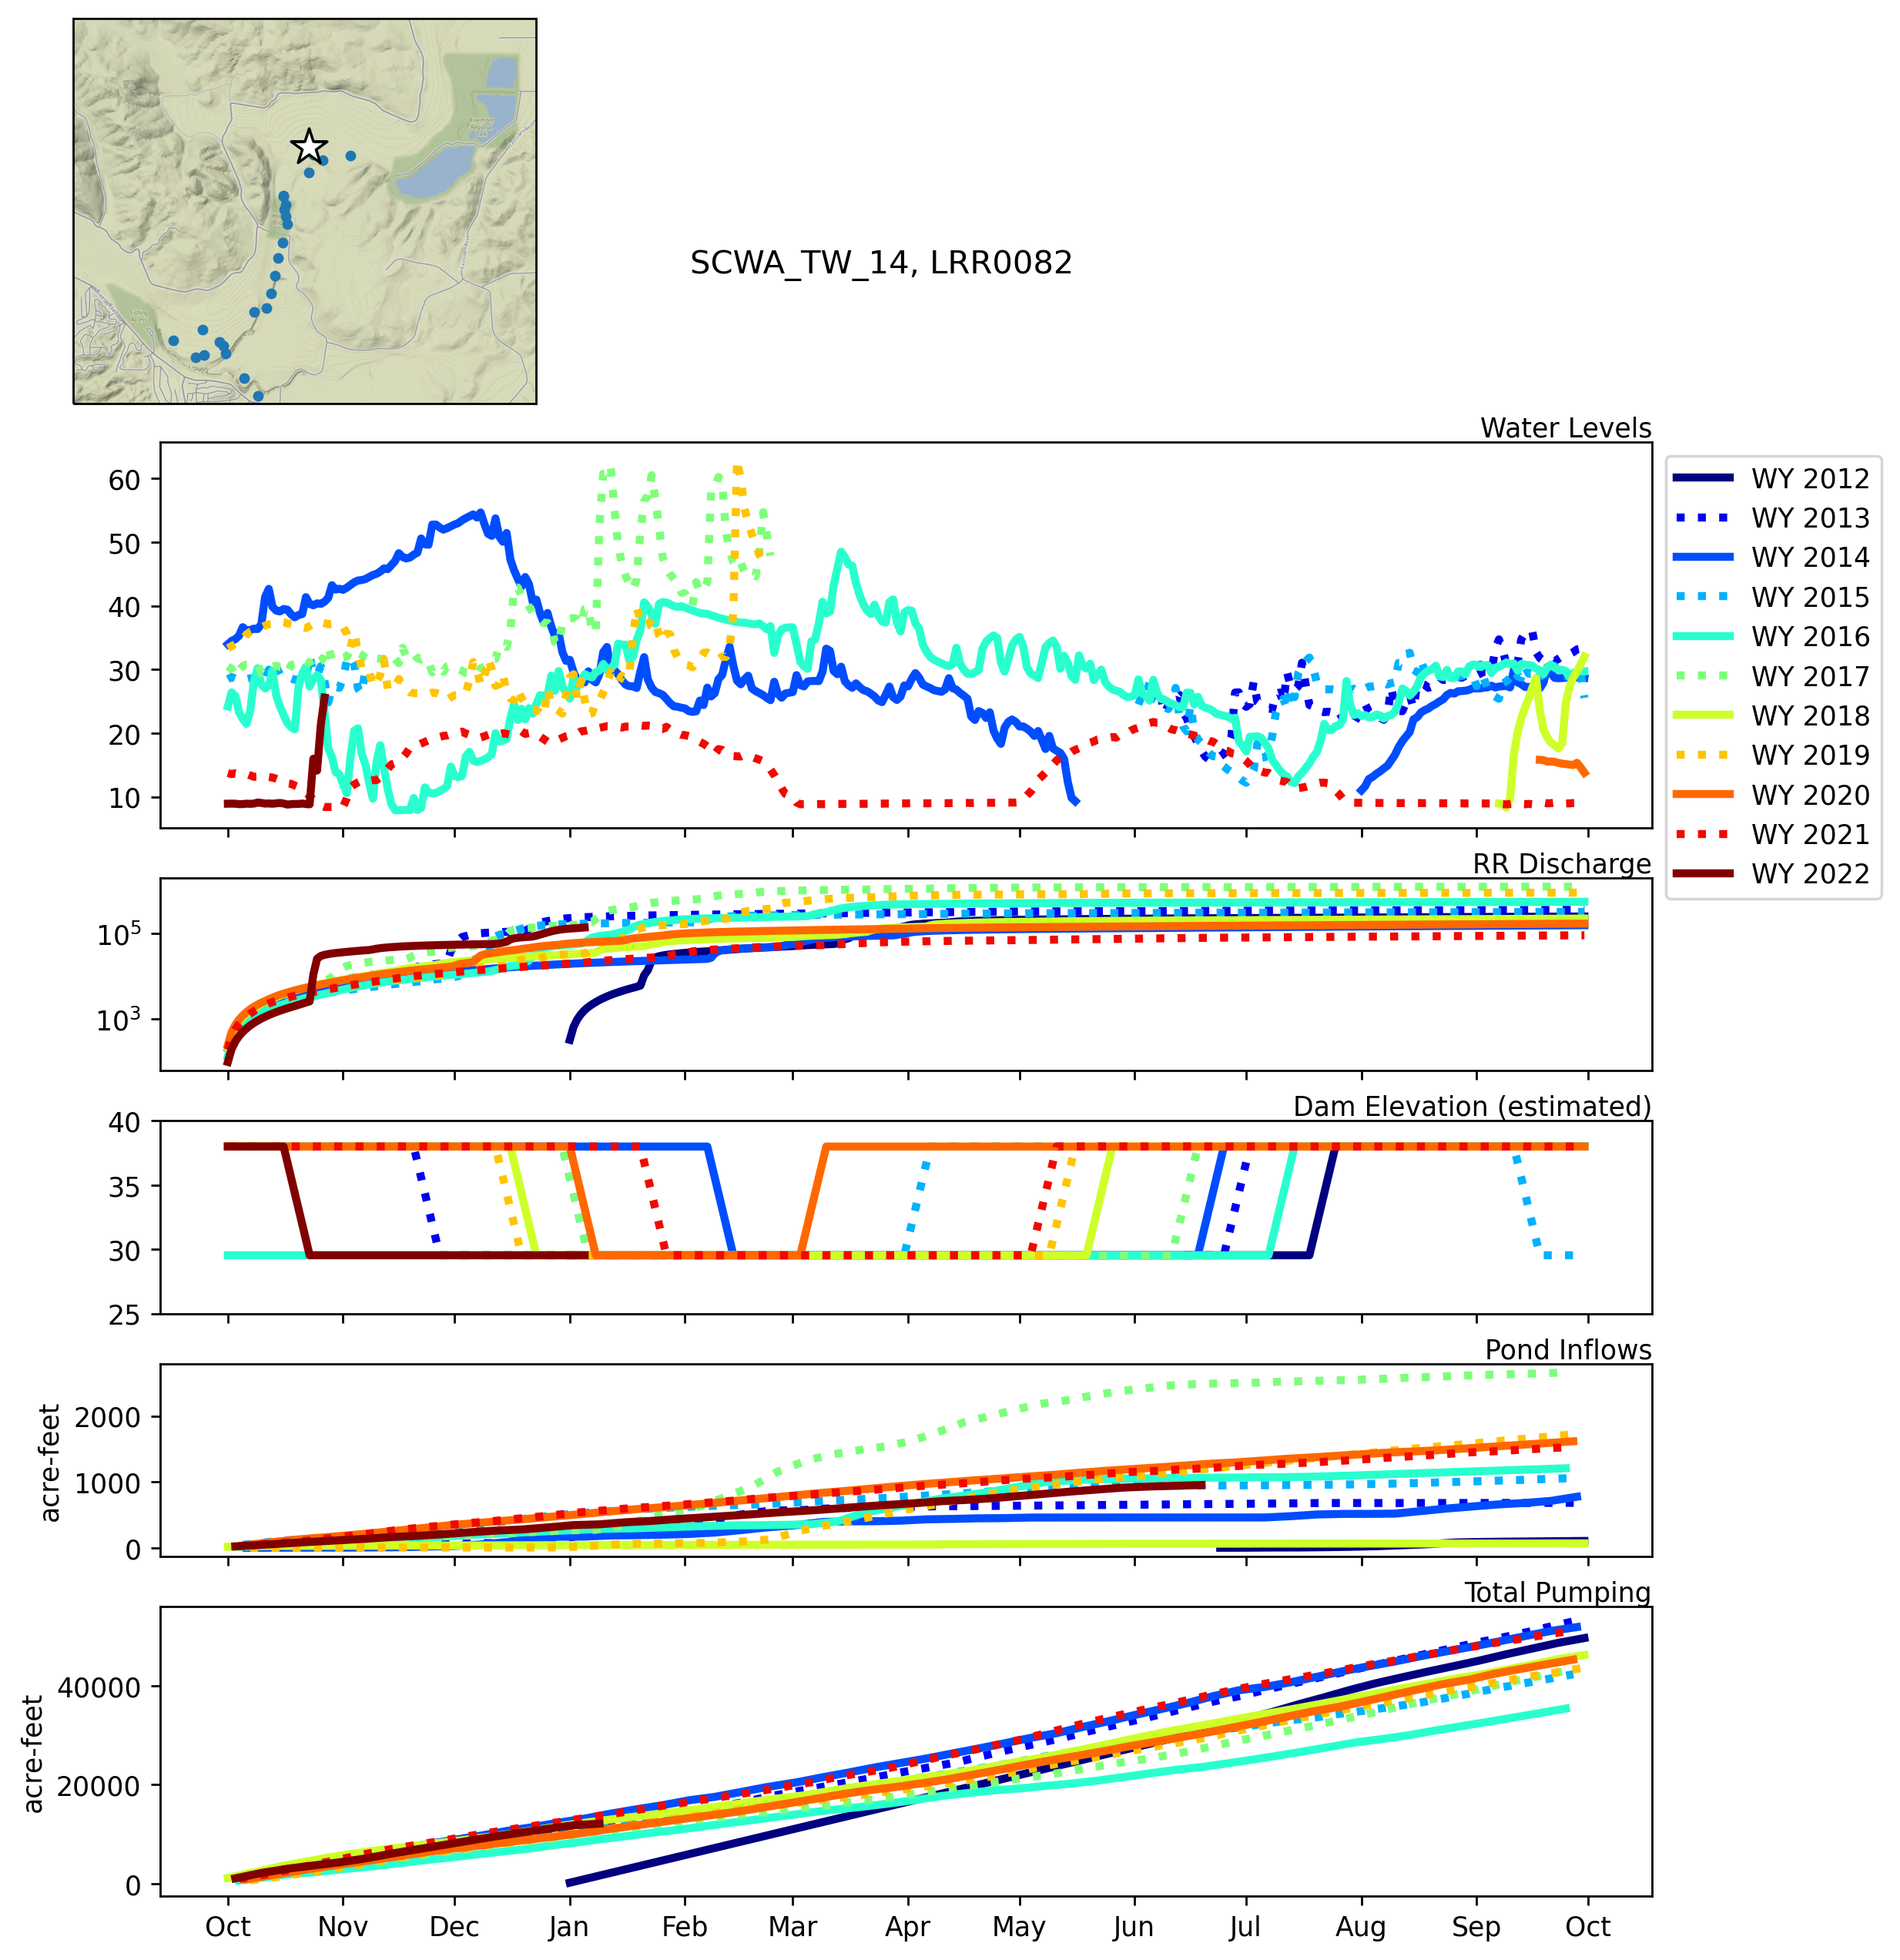 SCWA_TW_14, LRR0082
Water Levels
60
50
40
30
20
10
WY 2012
WY 2013
WY 2014
WY 2015
WY 2016
WY 2017
WY 2018
WY 2019
WY 2020
WY 2021
WY 2022
RR Discharge
10⁵
10³
Dam Elevation (estimated)
40
35
30
25
Pond Inflows
acre-feet
2000
1000
0
Total Pumping
acre-feet
40000
20000
0
Oct Nov Dec Jan Feb Mar Apr May Jun Jul Aug Sep Oct